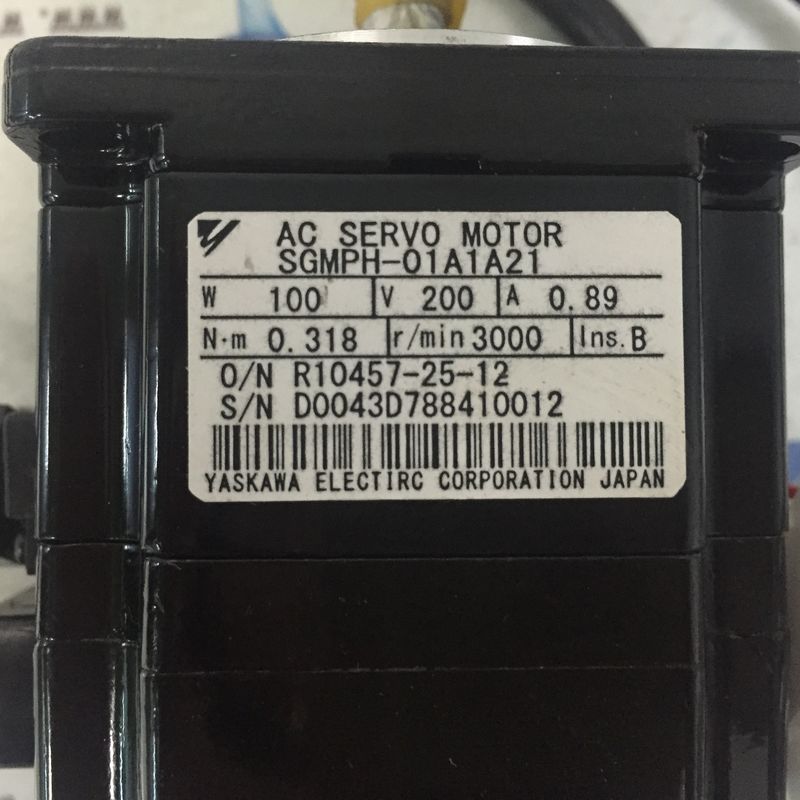 AC SERVO MOTOR
SGMPH-01A1A21
W 100 V 200 A 0.89
N·m 0.318 r/min 3000 Ins. B
O/N R10457-25-12
S/N D0043D788410012
YASKAWA ELECTIRC CORPORATION JAPAN